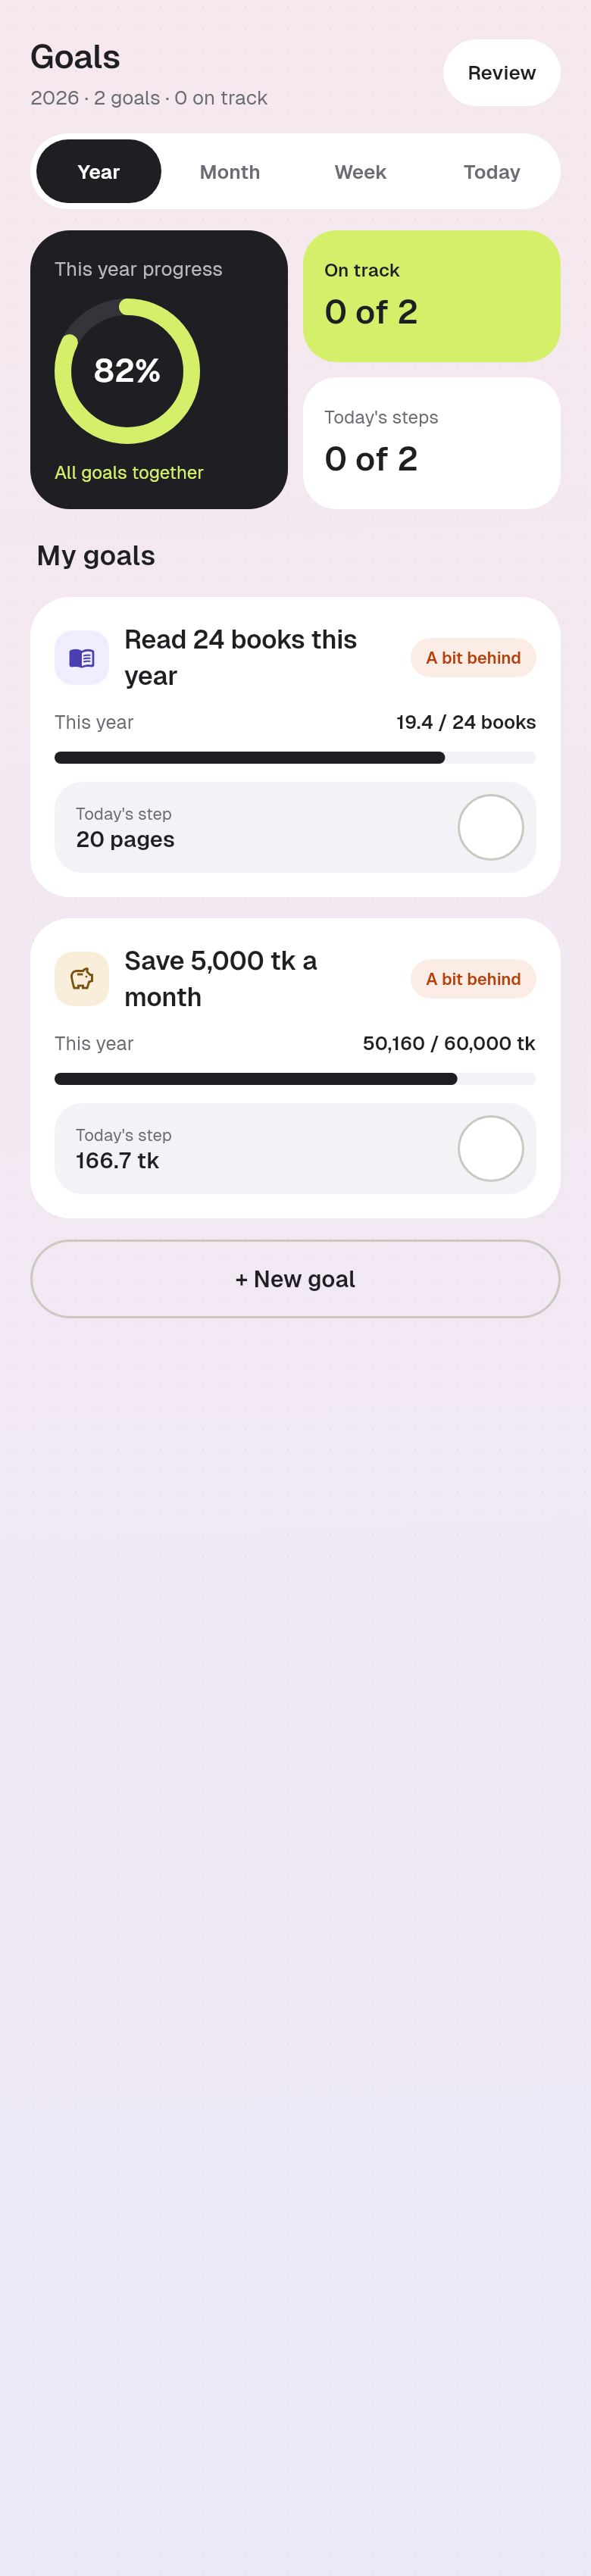 Goals
2026 · 2 goals · 0 on track
Review
Year
Month
Week
Today
This year progress
82%
All goals together
On track
0 of 2
Today's steps
0 of 2
My goals
Read 24 books this
year
A bit behind
This year
19.4 / 24 books
Today's step
20 pages
Save 5,000 tk a
month
A bit behind
This year
50,160 / 60,000 tk
Today's step
166.7 tk
+ New goal